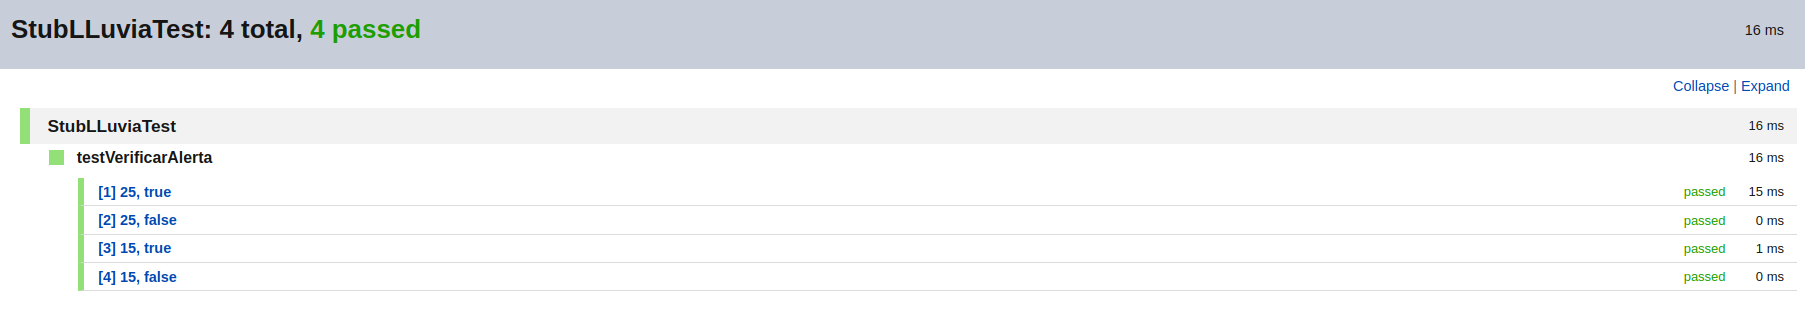 StubLLuviaTest: 4 total, 4 passed 16 ms
Collapse | Expand
StubLLuviaTest 16 ms
testVerificarAlerta 16 ms
[1] 25, true passed 15 ms
[2] 25, false passed 0 ms
[3] 15, true passed 1 ms
[4] 15, false passed 0 ms